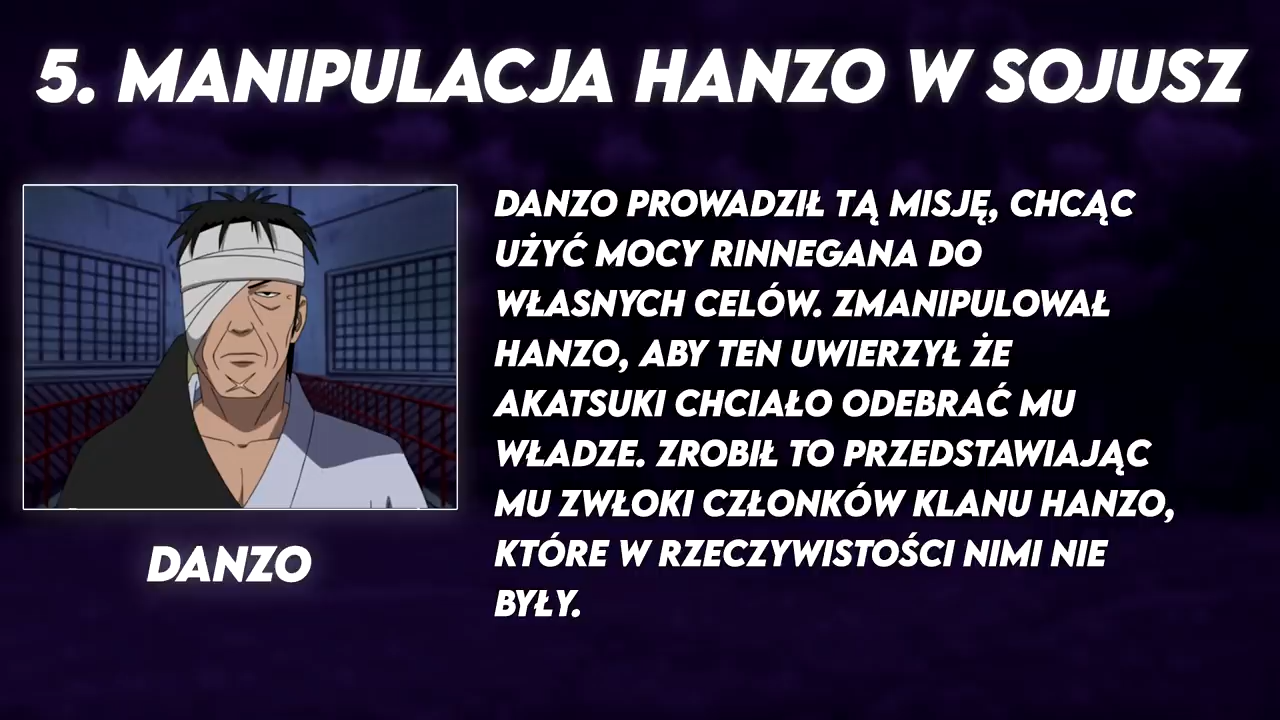 5. MANIPULACJA HANZO W SOJUSZ
DANZO PROWADZIŁ TĄ MISJĘ, CHCĄC
UŻYĆ MOCY RINNEGANA DO
WŁASNYCH CELÓW. ZMANIPULOWAŁ
HANZO, ABY TEN UWIERZYŁ ŻE
AKATSUKI CHCIAŁO ODEBRAĆ MU
WŁADZE. ZROBIŁ TO PRZEDSTAWIAJĄC
MU ZWŁOKI CZŁONKÓW KLANU HANZO,
KTÓRE W RZECZYWISTOŚCI NIMI NIE
BYŁY.
DANZO